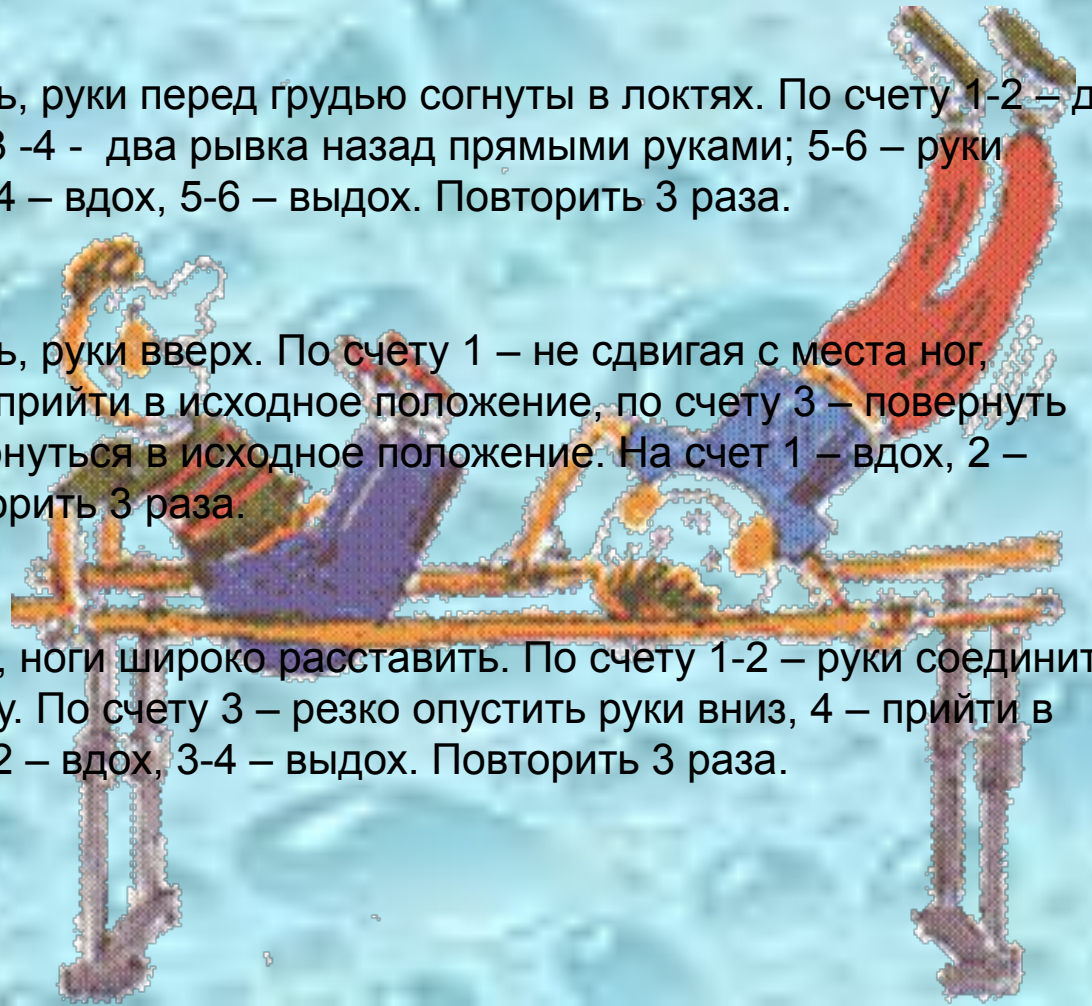 ь, руки перед грудью согнуты в локтях. По счету 1-2 – д
3 -4 - два рывка назад прямыми руками; 5-6 – руки
4 – вдох, 5-6 – выдох. Повторить 3 раза.
ь, руки вверх. По счету 1 – не сдвигая с места ног,
прийти в исходное положение, по счету 3 – повернуть
рнуться в исходное положение. На счет 1 – вдох, 2 –
орить 3 раза.
, ноги широко расставить. По счету 1-2 – руки соединит
у. По счету 3 – резко опустить руки вниз, 4 – прийти в
2 – вдох, 3-4 – выдох. Повторить 3 раза.